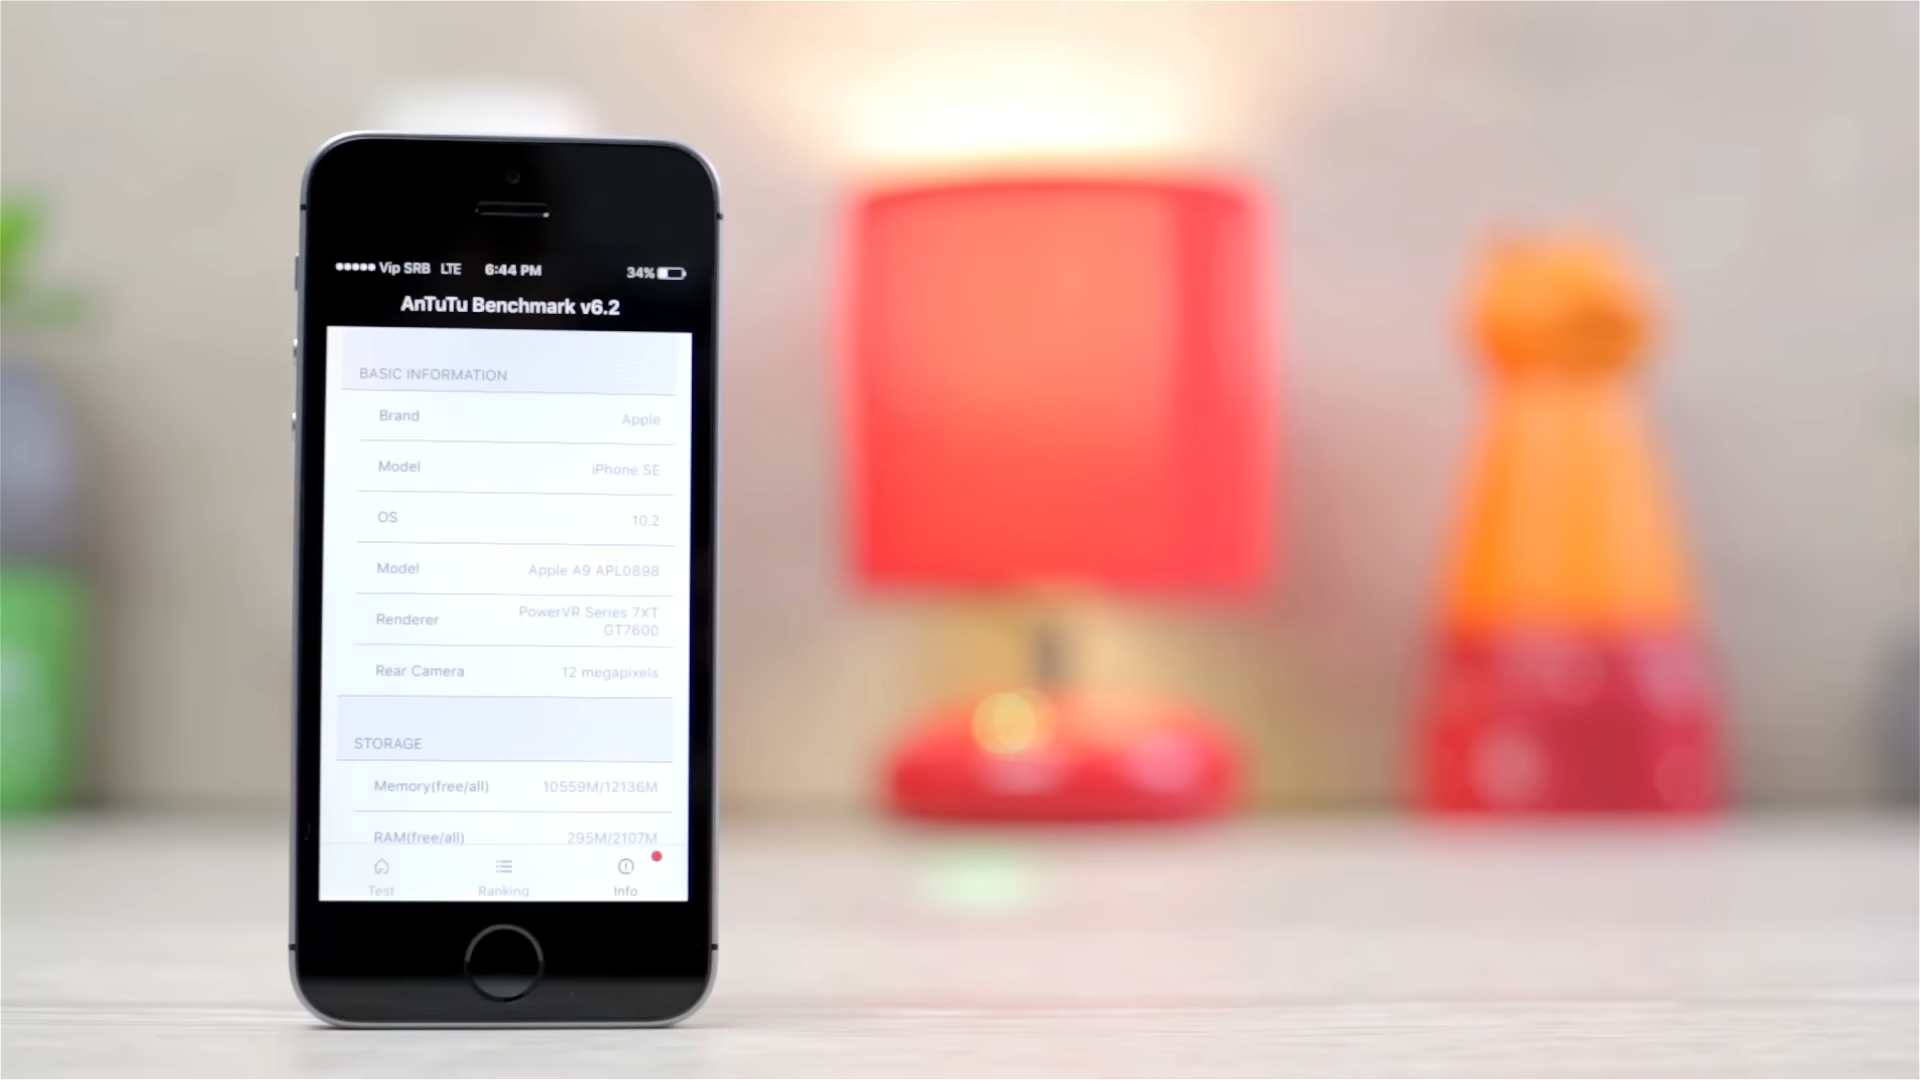 Vip SRB LTE 6:44 PM 34%
AnTuTu Benchmark v6.2
BASIC INFORMATION
Brand Apple
Model iPhone SE
OS 10.2
Model Apple A9 APL0898
Renderer PowerVR Series 7XT
GT7600
Rear Camera 12 megapixels
STORAGE
Memory(free/all) 10559M/12136M
RAM(free/all) 295M/2107M
Test Ranking Info